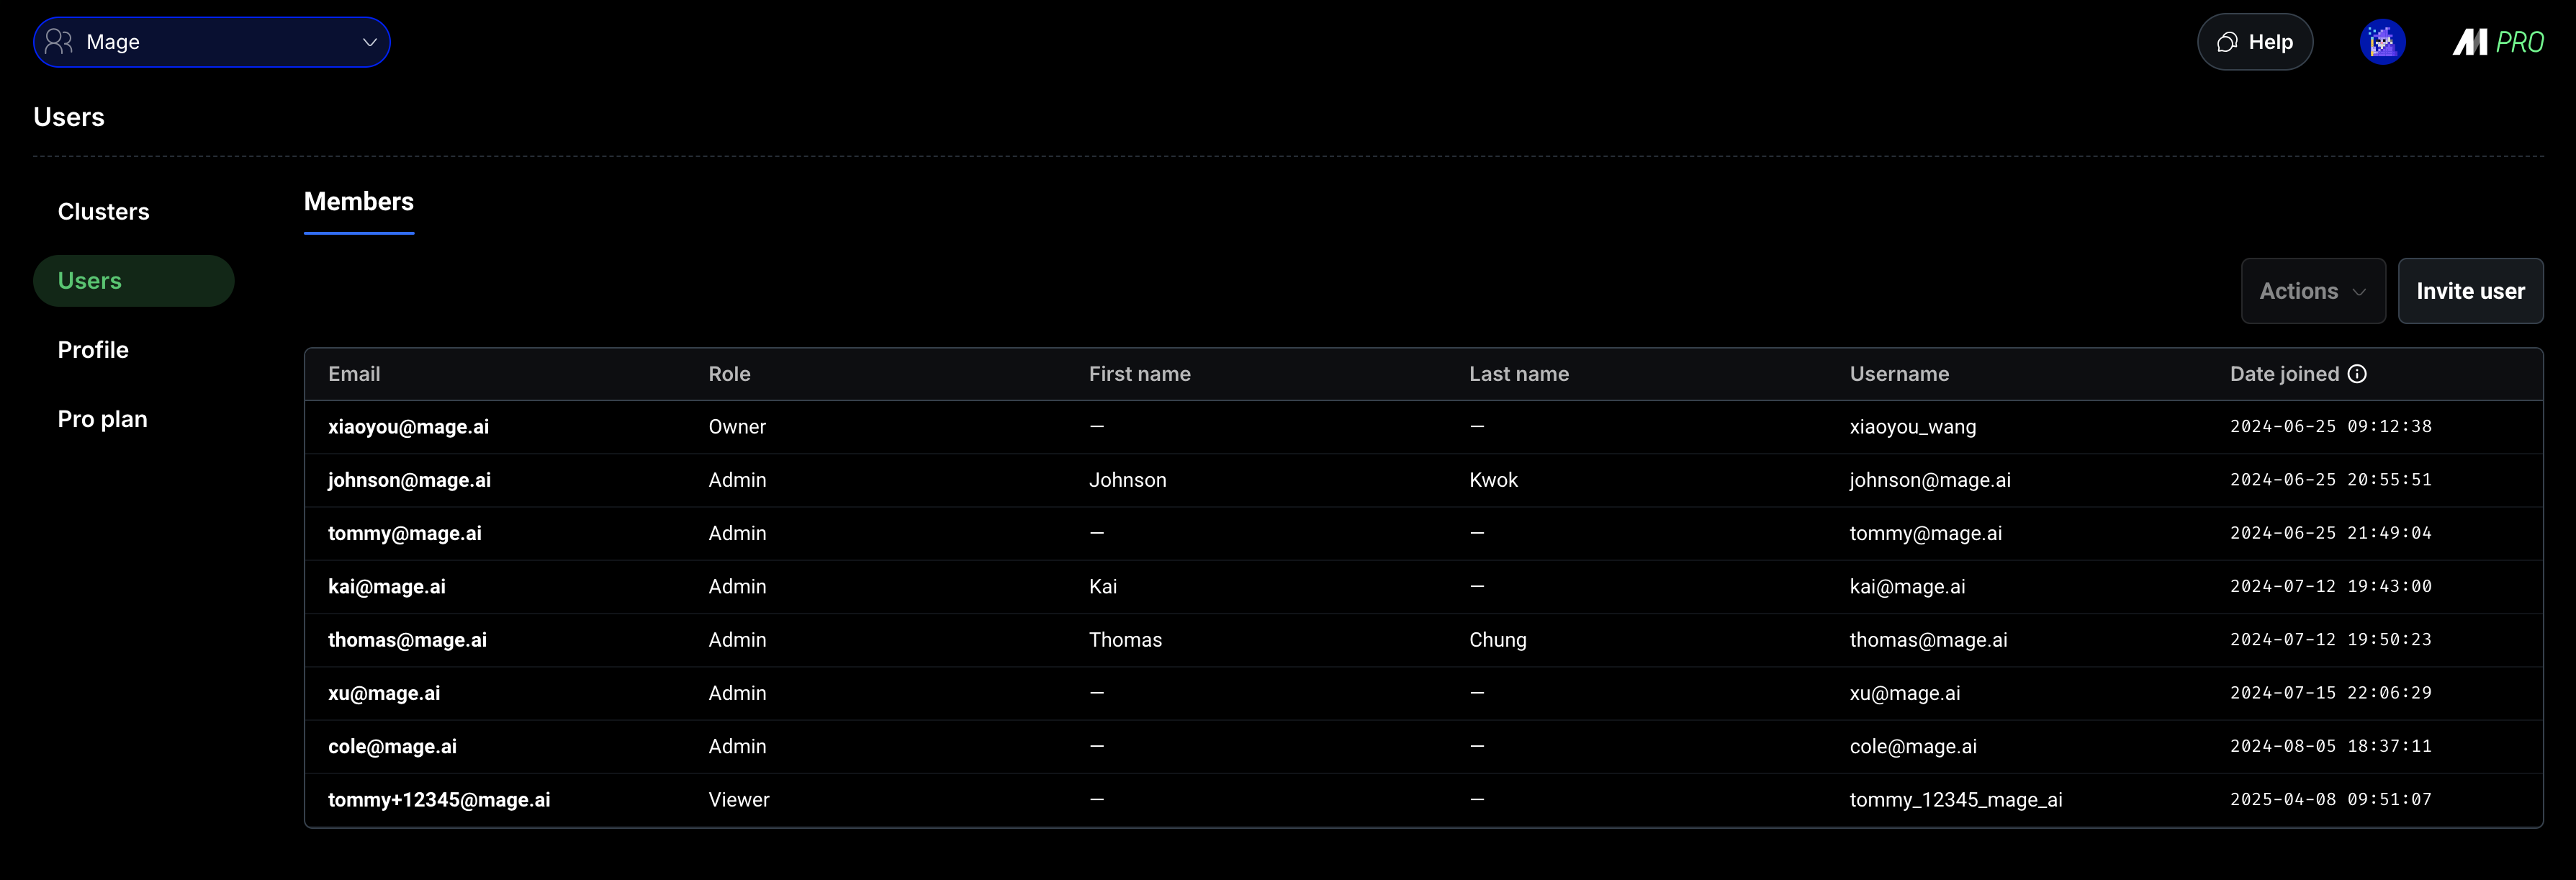 Mage
Help
PRO
Users
Clusters
Users
Profile
Pro plan
Members
Actions
Invite user
Email Role First name Last name Username Date joined
xiaoyou@mage.ai Owner — — xiaoyou_wang 2024-06-25 09:12:38
johnson@mage.ai Admin Johnson Kwok johnson@mage.ai 2024-06-25 20:55:51
tommy@mage.ai Admin — — tommy@mage.ai 2024-06-25 21:49:04
kai@mage.ai Admin Kai — kai@mage.ai 2024-07-12 19:43:00
thomas@mage.ai Admin Thomas Chung thomas@mage.ai 2024-07-12 19:50:23
xu@mage.ai Admin — — xu@mage.ai 2024-07-15 22:06:29
cole@mage.ai Admin — — cole@mage.ai 2024-08-05 18:37:11
tommy+12345@mage.ai Viewer — — tommy_12345_mage_ai 2025-04-08 09:51:07